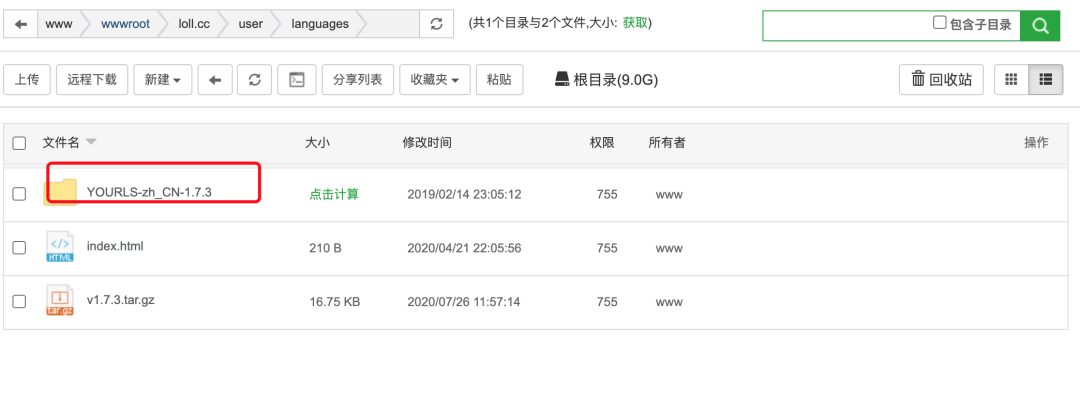 www wwwroot loll.cc user languages (共1个目录与2个文件,大小: 获取) 包含子目录
上传 远程下载 新建 分享列表 收藏夹 粘贴 根目录(9.0G) 回收站
文件名 大小 修改时间 权限 所有者 操作
YOURLS-zh_CN-1.7.3 点击计算 2019/02/14 23:05:12 755 www
index.html 210 B 2020/04/21 22:05:56 755 www
HTML
v1.7.3.tar.gz 16.75 KB 2020/07/26 11:57:14 755 www
tar.gz